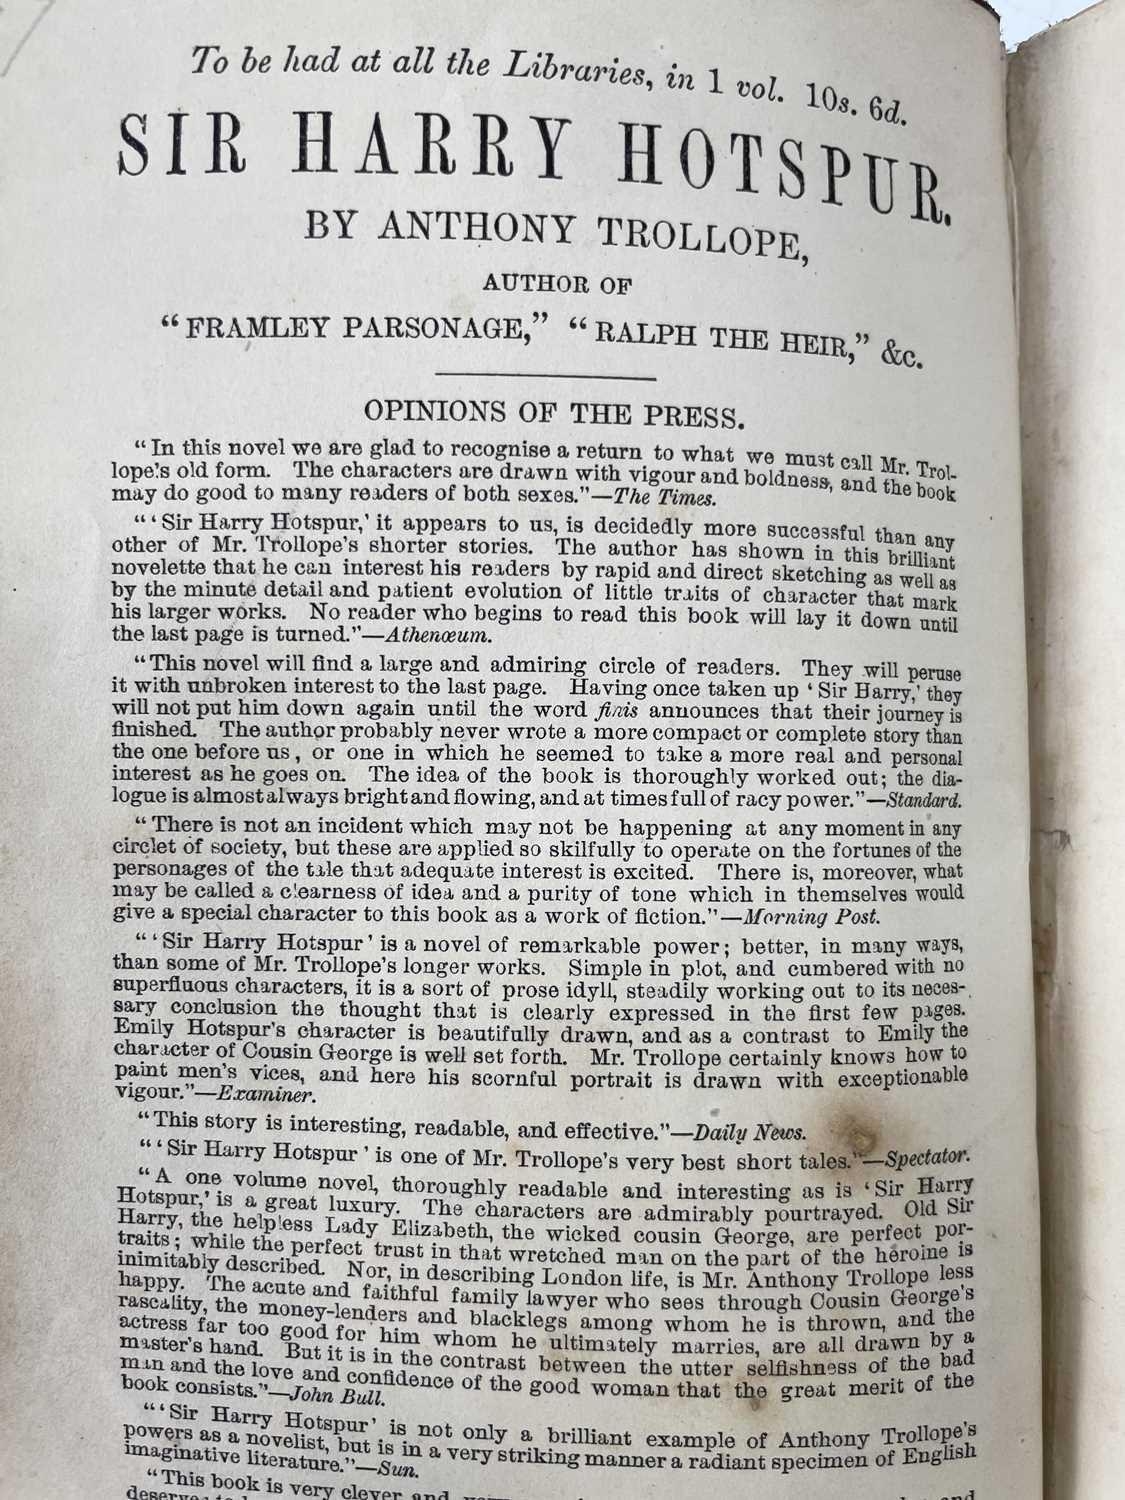 To be had at all the Libraries, in 1 vol. 10s. 6d.
SIR HARRY HOTSPUR.
BY ANTHONY TROLLOPE,
AUTHOR OF
“FRAMLEY PARSONAGE,” “RALPH THE HEIR,” &c.
OPINIONS OF THE PRESS.
“In this novel we are glad to recognise a return to what we must call Mr. Trol-
lope's old form. The characters are drawn with vigour and boldness, and the book
may do good to many readers of both sexes.”—The Times.
“‘Sir Harry Hotspur,’ it appears to us, is decidedly more successful than any
other of Mr. Trollope's shorter stories. The author has shown in this brilliant
novelette that he can interest his readers by rapid and direct sketching as well as
by the minute detail and patient evolution of little traits of character that mark
his larger works. No reader who begins to read this book will lay it down until
the last page is turned.”—Athenœum.
“This novel will find a large and admiring circle of readers. They will peruse
it with unbroken interest to the last page. Having once taken up ‘Sir Harry,’ they
will not put him down again until the word finis announces that their journey is
finished. The author probably never wrote a more compact or complete story than
the one before us, or one in which he seemed to take a more real and personal
interest as he goes on. The idea of the book is thoroughly worked out; the dia-
logue is almost always bright and flowing, and at times full of racy power.”—Standard.
“There is not an incident which may not be happening at any moment in any
circlet of society, but these are applied so skilfully to operate on the fortunes of the
personages of the tale that adequate interest is excited. There is, moreover, what
may be called a clearness of idea and a purity of tone which in themselves would
give a special character to this book as a work of fiction.”—Morning Post.
“‘Sir Harry Hotspur’ is a novel of remarkable power; better, in many ways,
than some of Mr. Trollope's longer works. Simple in plot, and cumbered with no
superfluous characters, it is a sort of prose idyll, steadily working out to its neces-
sary conclusion the thought that is clearly expressed in the first few pages.
Emily Hotspur's character is beautifully drawn, and as a contrast to Emily the
character of Cousin George is well set forth. Mr. Trollope certainly knows how to
paint men's vices, and here his scornful portrait is drawn with exceptionable
vigour.”—Examiner.
“This story is interesting, readable, and effective.”—Daily News.
“‘Sir Harry Hotspur’ is one of Mr. Trollope's very best short tales.”—Spectator.
“A one volume novel, thoroughly readable and interesting as is ‘Sir Harry
Hotspur,’ is a great luxury. The characters are admirably pourtrayed. Old Sir
Harry, the helpless Lady Elizabeth, the wicked cousin George, are perfect por-
traits; while the perfect trust in that wretched man on the part of the heroine is
inimitably described. Nor, in describing London life, is Mr. Anthony Trollope less
happy. The acute and faithful family lawyer who sees through Cousin George's
rascality, the money-lenders and blacklegs among whom he is thrown, and the
actress far too good for him whom he ultimately marries, are all drawn by a
master's hand. But it is in the contrast between the utter selfishness of the bad
man and the love and confidence of the good woman that the great merit of the
book consists.”—John Bull.
“‘Sir Harry Hotspur’ is not only a brilliant example of Anthony Trollope's
powers as a novelist, but is in a very striking manner a radiant specimen of English
imaginative literature.”—Sun.
“This book is very clever and